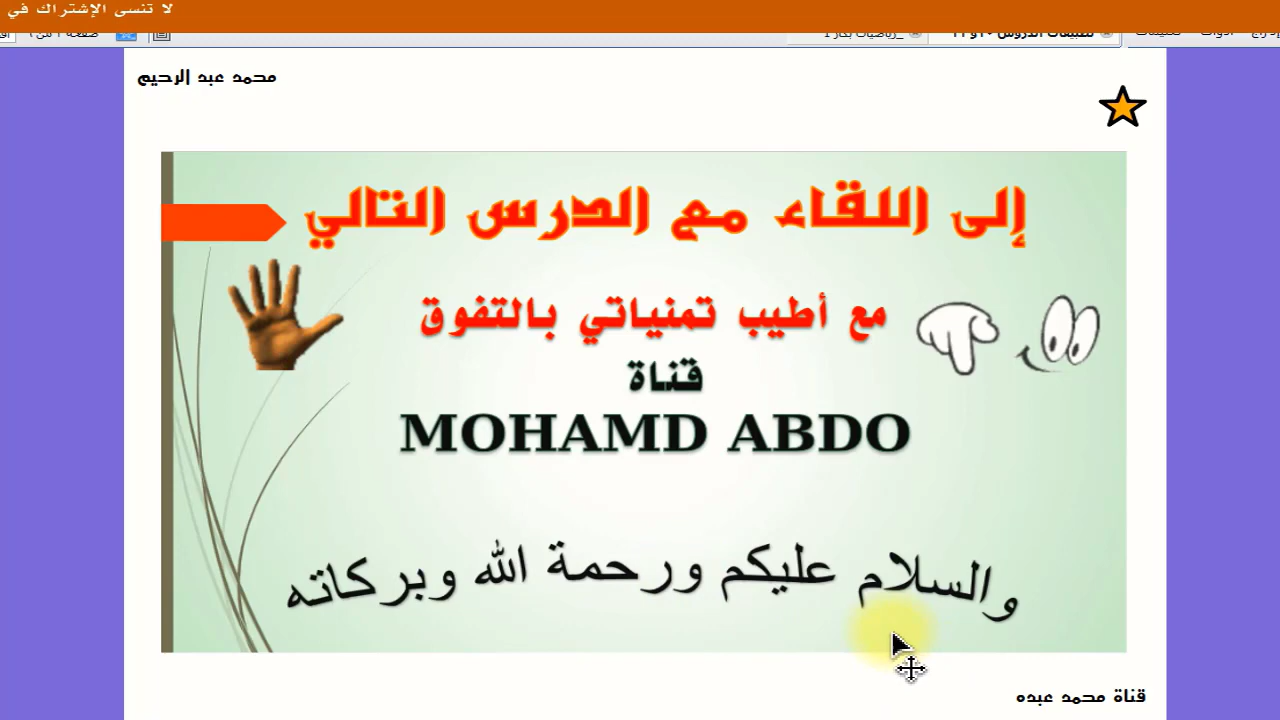 لا تنسى الإشتراك في
محمد عبد الرحيم
إلى اللقاء مع الدرس التالي
مع أطيب تمنياتي بالتفوق
قناة
MOHAMD ABDO
والسلام عليكم ورحمة الله وبركاته
قناة محمد عبده